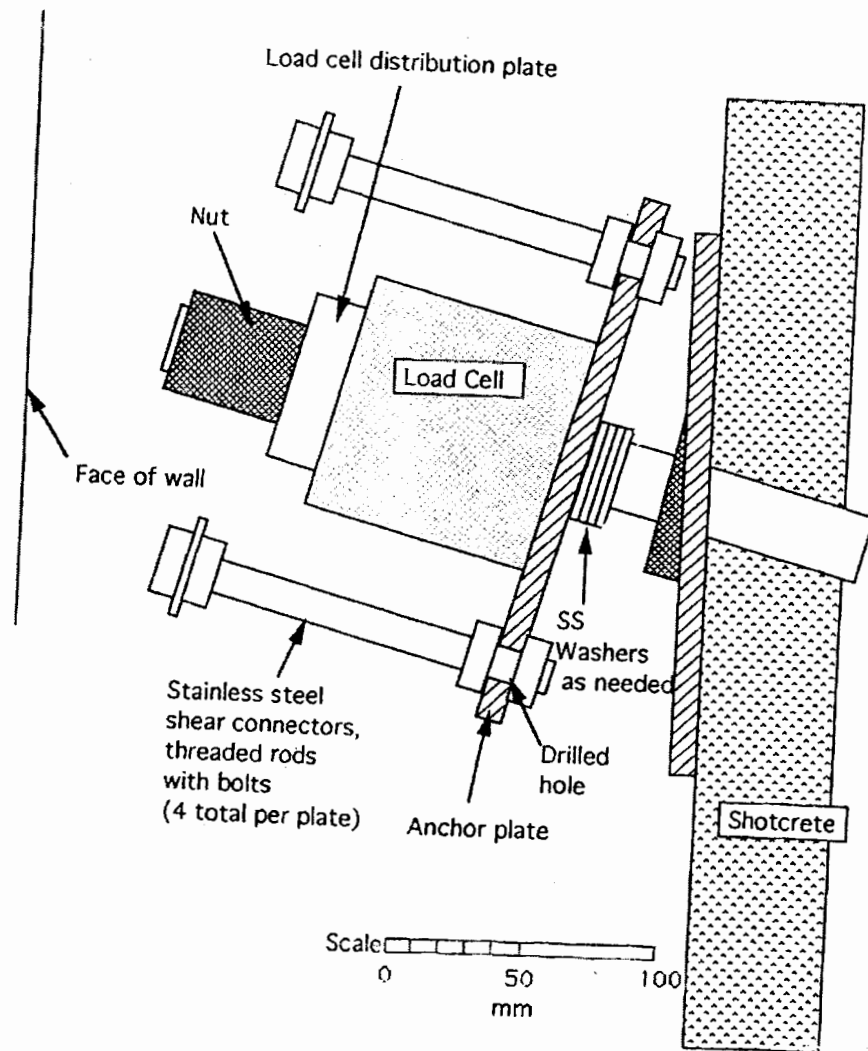 Load cell distribution plate
Nut
Load Cell
Face of wall
SS
Washers
as needed
Stainless steel
shear connectors,
threaded rods
with bolts
(4 total per plate)
Drilled
hole
Anchor plate
Shotcrete
Scale
0 50 100
mm